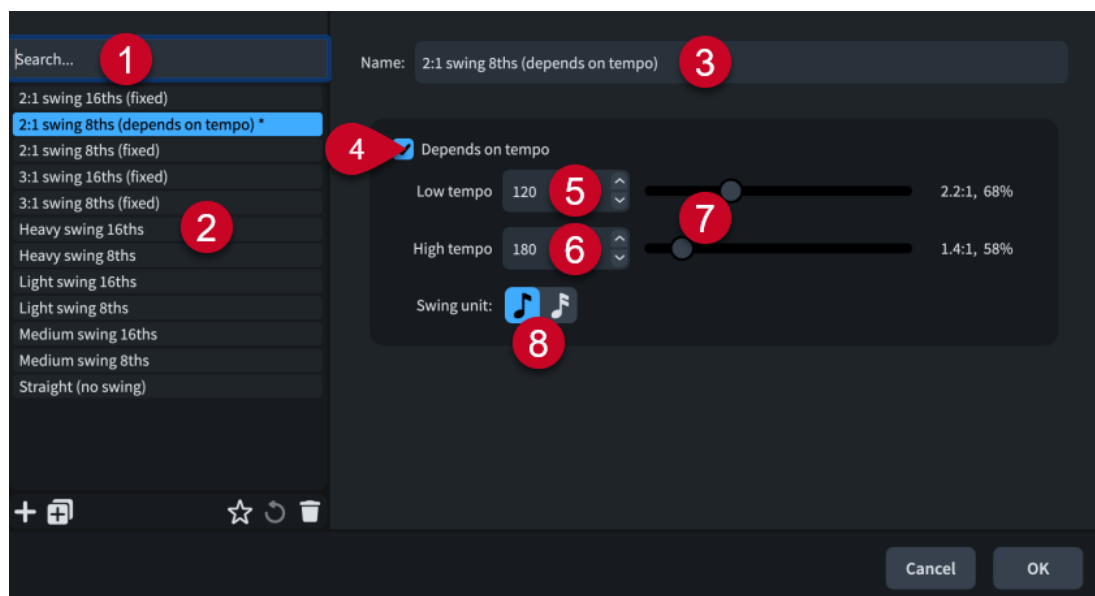 Search...
1
2:1 swing 16ths (fixed)
2:1 swing 8ths (depends on tempo) *
2:1 swing 8ths (fixed)
3:1 swing 16ths (fixed)
3:1 swing 8ths (fixed)
Heavy swing 16ths
2
Heavy swing 8ths
Light swing 16ths
Light swing 8ths
Medium swing 16ths
Medium swing 8ths
Straight (no swing)
Name: 2:1 swing 8ths (depends on tempo) 3
4 Depends on tempo
Low tempo 120 5 2.2:1, 68%
7
High tempo 180 6 1.4:1, 58%
Swing unit:
8
Cancel OK